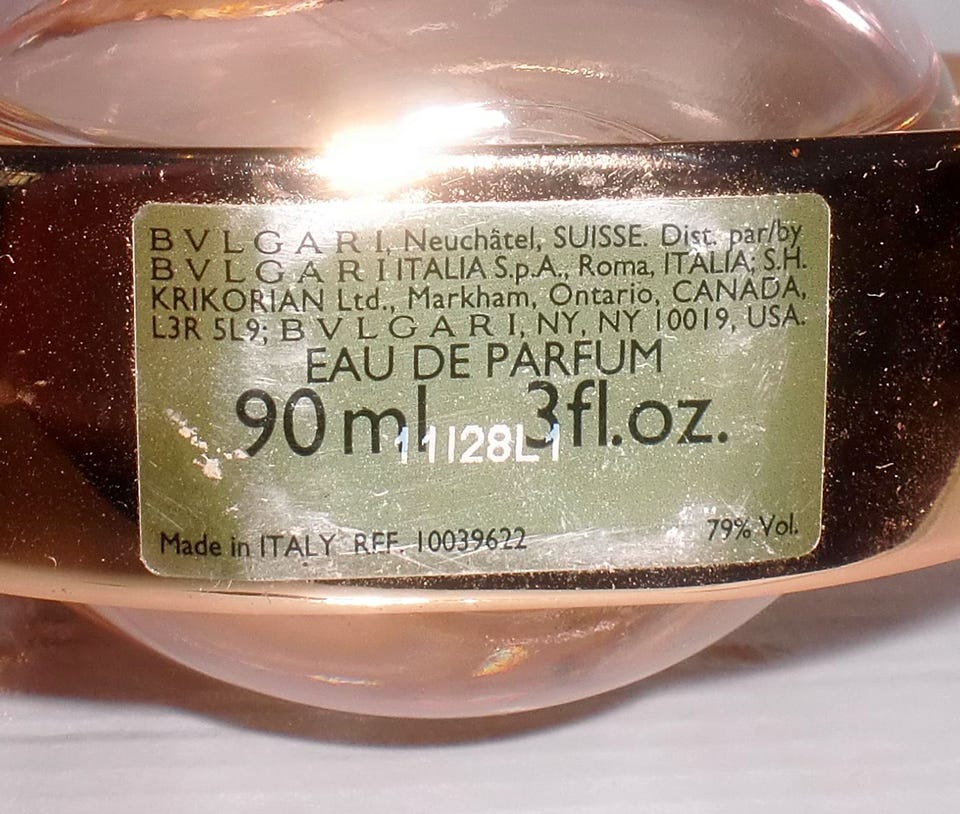 BVLGARI, Neuchâtel, SUISSE. Dist. par/by
BVLGARI ITALIA S.p.A., Roma, ITALIA; S.H.
KRIKORIAN Ltd., Markham, Ontario, CANADA,
L3R 5L9; BVLGARI, NY, NY 10019, USA.
EAU DE PARFUM
90 ml 3fl.oz.
11I28L1
Made in ITALY REF. 10039622 79% Vol.